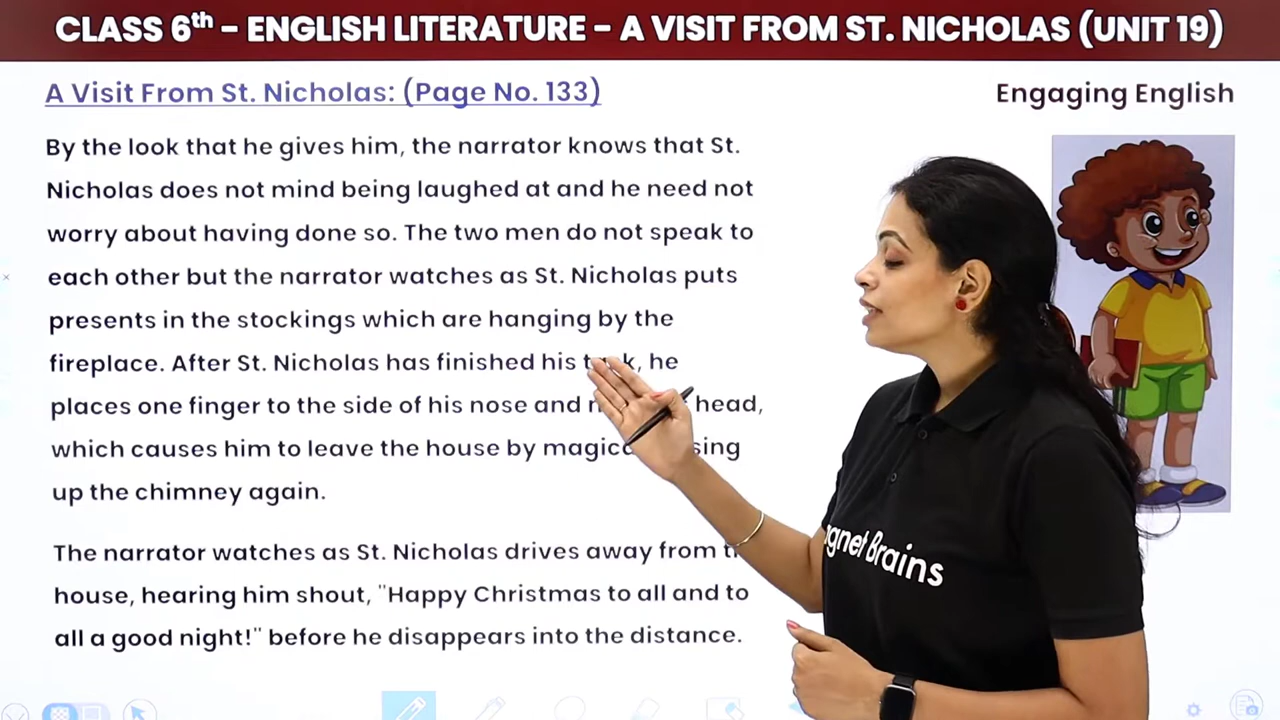 CLASS 6th – ENGLISH LITERATURE – A VISIT FROM ST. NICHOLAS (UNIT 19)
A Visit From St. Nicholas: (Page No. 133)
Engaging English
By the look that he gives him, the narrator knows that St.
Nicholas does not mind being laughed at and he need not
worry about having done so. The two men do not speak to
each other but the narrator watches as St. Nicholas puts
presents in the stockings which are hanging by the
fireplace. After St. Nicholas has finished his he
places one finger to the side of his nose and head,
which causes him to leave the house by
up the chimney again.
The narrator watches as St. Nicholas drives away from
house, hearing him shout, "Happy Christmas to all and to
all a good night!" before he disappears into the distance.
Brains